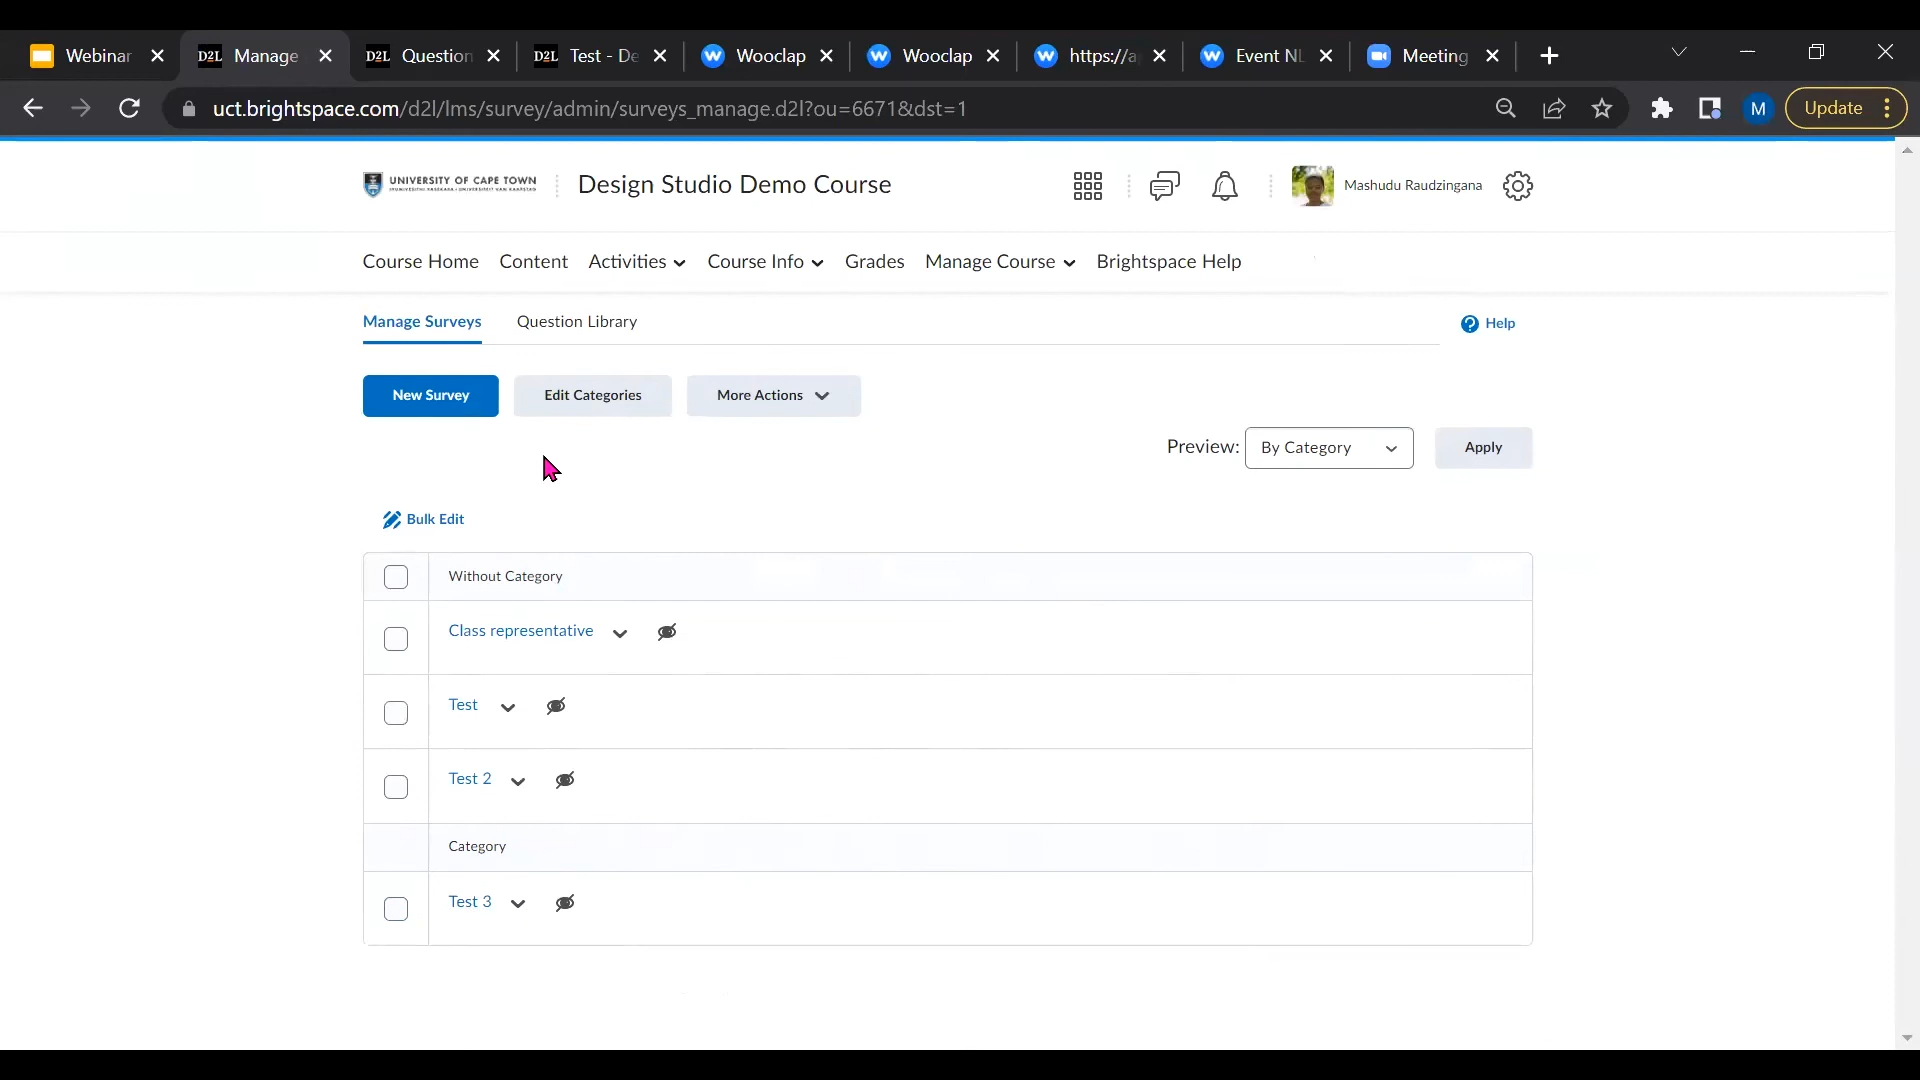 Webinar
D2L Manage
D2L Question
D2L Test - De
Wooclap
Wooclap
https://a
Event NL
Meeting
uct.brightspace.com/d2l/lms/survey/admin/surveys_manage.d2l?ou=6671&dst=1
M
Update
UNIVERSITY OF CAPE TOWN
Design Studio Demo Course
Mashudu Raudzingana
Course Home
Content
Activities
Course Info
Grades
Manage Course
Brightspace Help
Manage Surveys
Question Library
Help
New Survey
Edit Categories
More Actions
Preview:
By Category
Apply
Bulk Edit
Without Category
Class representative
Test
Test 2
Category
Test 3